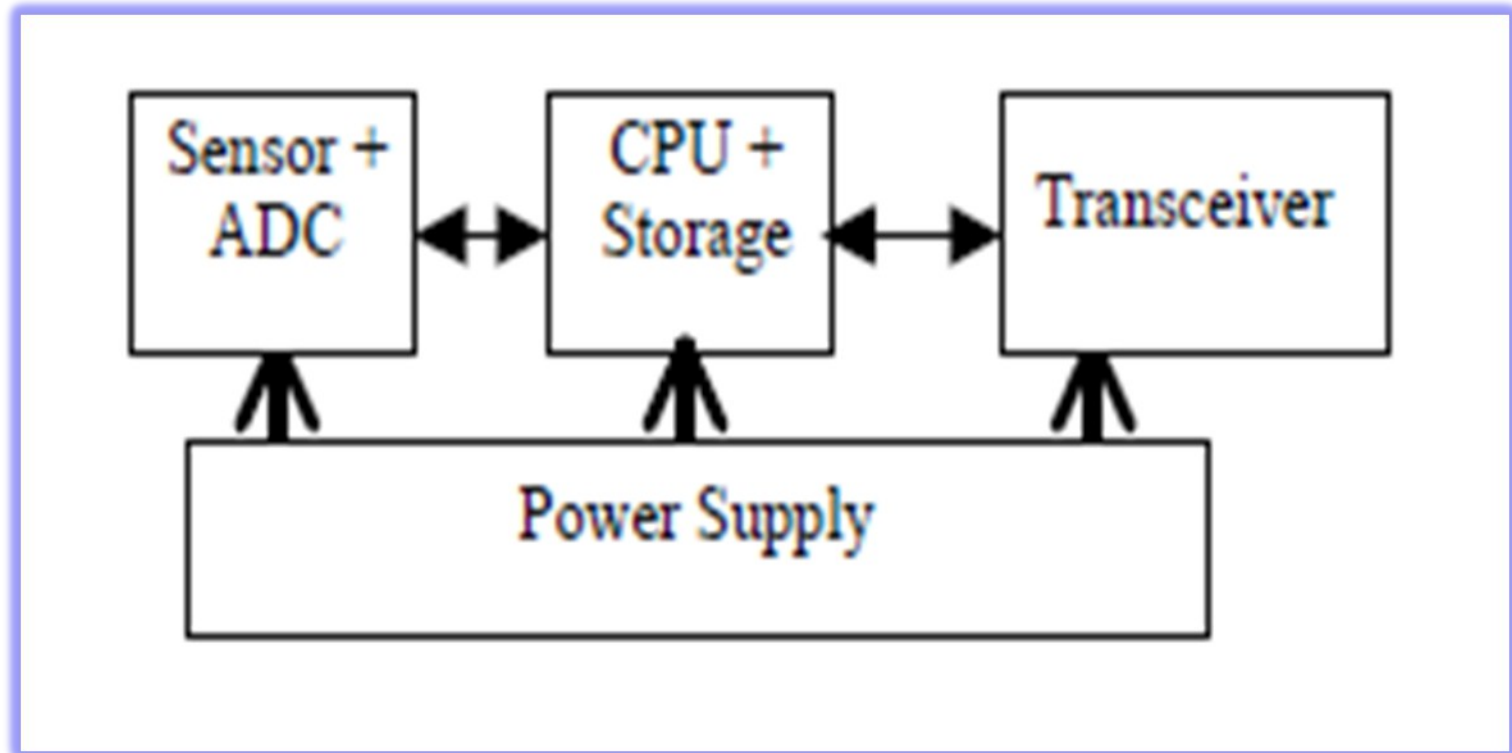 Sensor +
ADC
CPU +
Storage
Transceiver
Power Supply